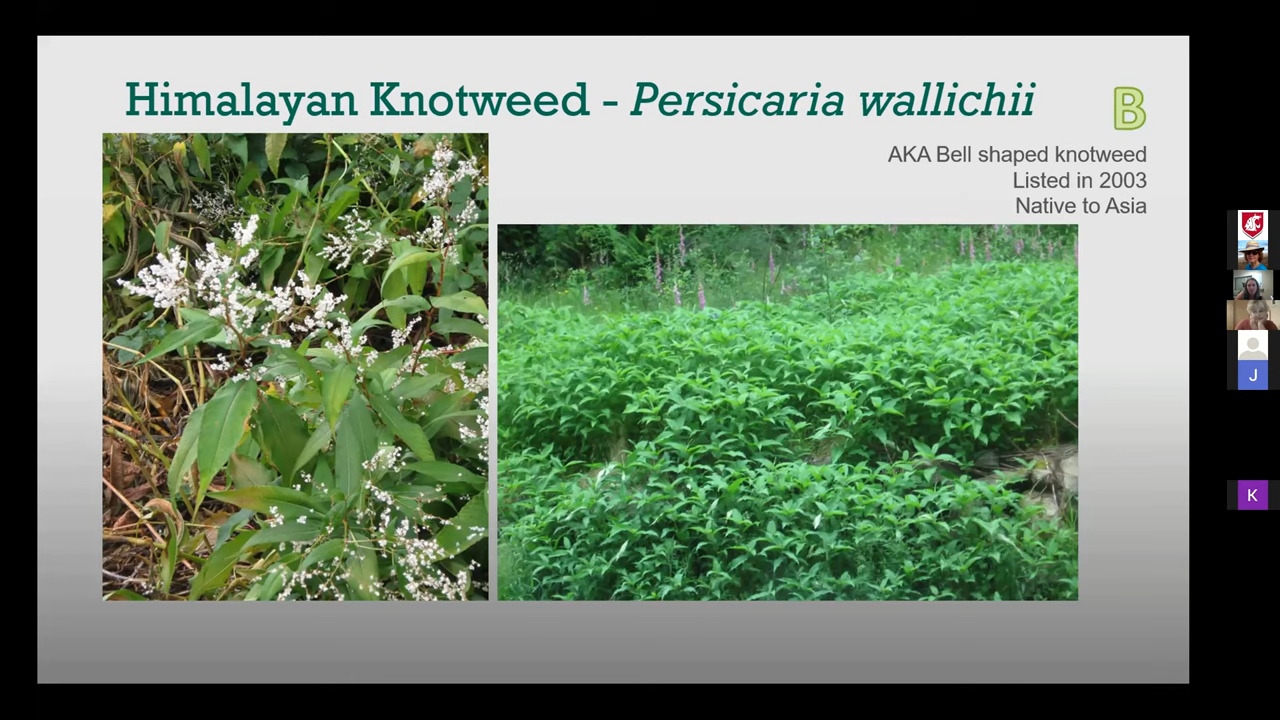 Himalayan Knotweed - Persicaria wallichii
B
AKA Bell shaped knotweed
Listed in 2003
Native to Asia
J
K